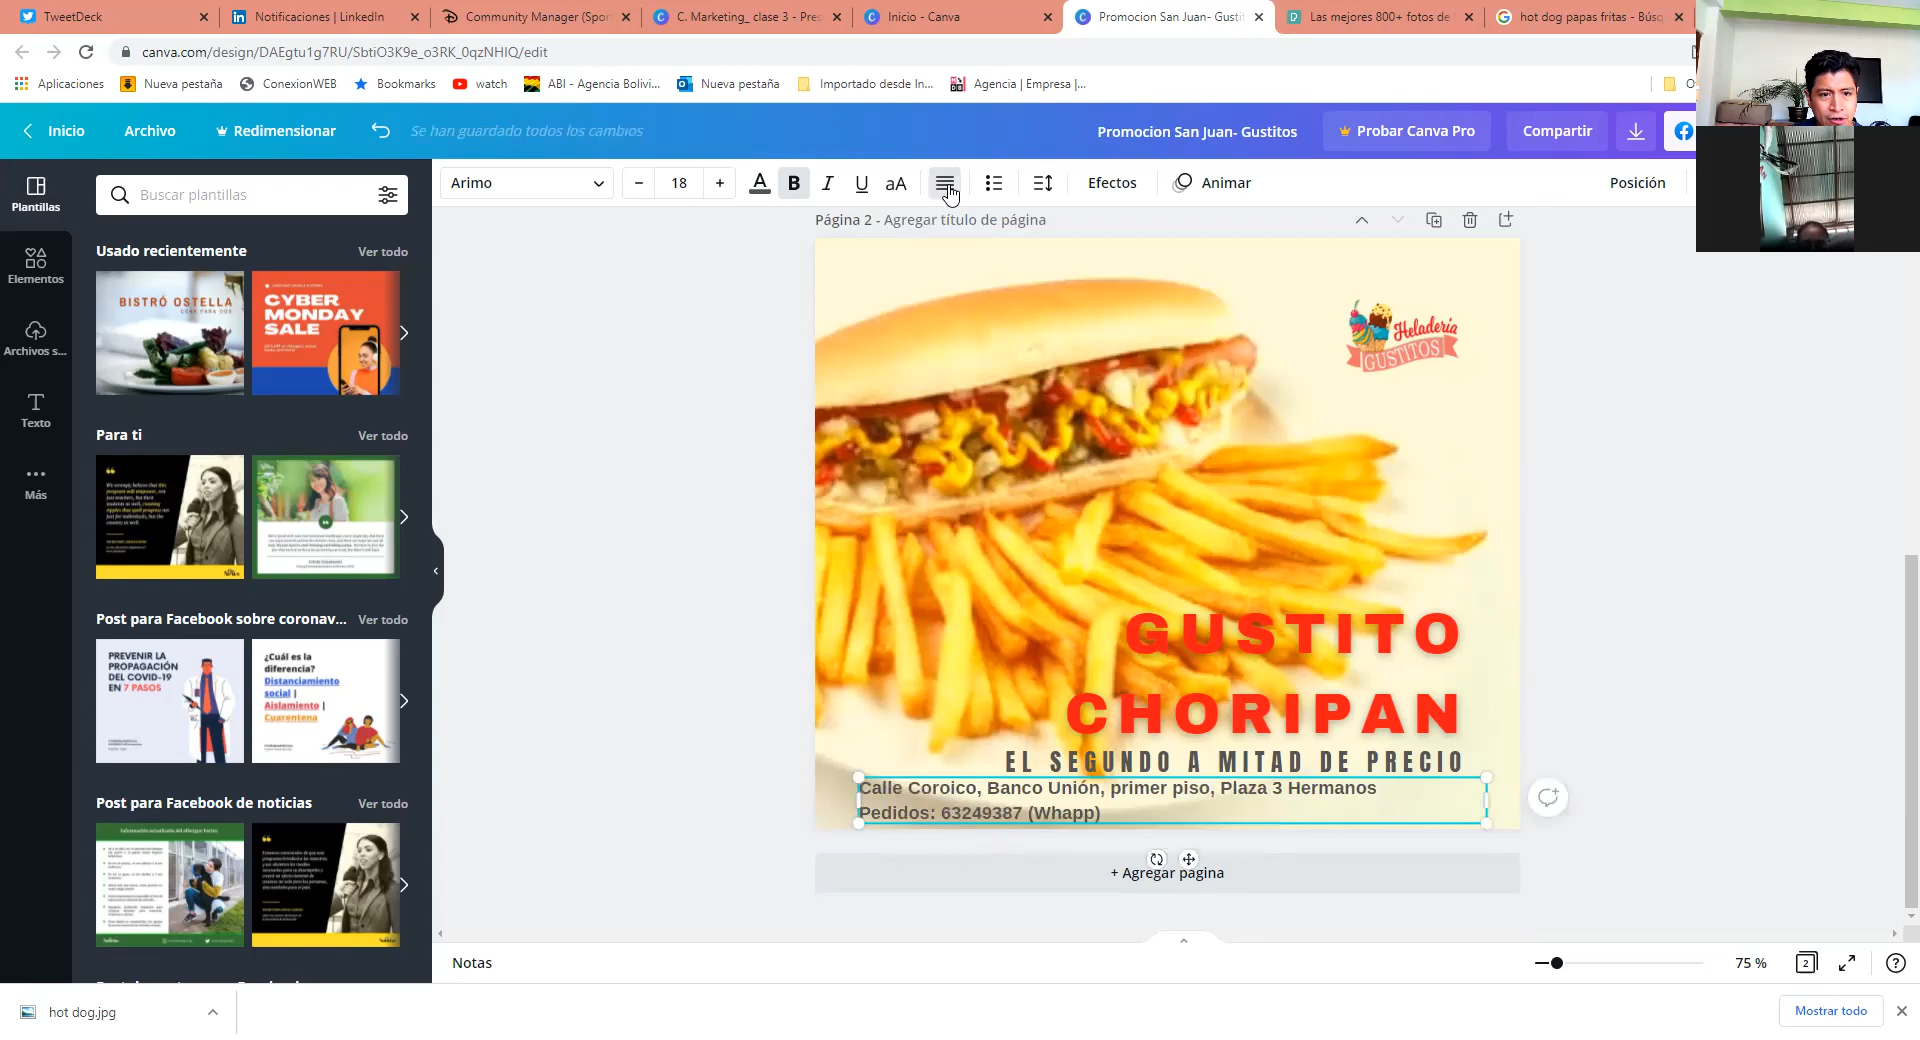 TweetDeck
Notificaciones | LinkedIn
Community Manager (Spor
C. Marketing_ clase 3 - Pres
Inicio - Canva
Promocion San Juan- Gustit
Las mejores 800+ fotos de
hot dog papas fritas - Búsq
canva.com/design/DAEgtu1g7RU/SbtiO3K9e_o3RK_0qzNHIQ/edit
Aplicaciones
Nueva pestaña
ConexionWEB
Bookmarks
watch
ABI - Agencia Bolivi...
Nueva pestaña
Importado desde In...
Agencia | Empresa |...
O
Inicio
Archivo
Redimensionar
Se han guardado todos los cambios
Promocion San Juan- Gustitos
Probar Canva Pro
Compartir
Plantillas
Elementos
Archivos s...
Texto
Más
Buscar plantillas
Arimo
18
A
B
I
U
aA
Efectos
Animar
Posición
Usado recientemente
Ver todo
BISTRÓ OSTELLA
CENA PARA DOS
CYBER
MONDAY
SALE
Para ti
Ver todo
Post para Facebook sobre coronav...
Ver todo
PREVENIR LA
PROPAGACIÓN
DEL COVID-19
EN 7 PASOS
¿Cuál es la
diferencia?
Distanciamiento
social |
Aislamiento |
Cuarentena
Post para Facebook de noticias
Ver todo
Página 2 - Agregar título de página
Heladería
GUSTITOS
GUSTITO
CHORIPAN
EL SEGUNDO A MITAD DE PRECIO
Calle Coroico, Banco Unión, primer piso, Plaza 3 Hermanos
Pedidos: 63249387 (Whapp)
+ Agregar página
Notas
75 %
2
hot dog.jpg
Mostrar todo